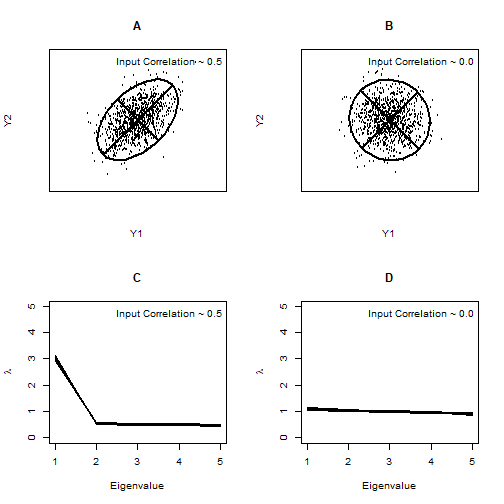 A
Input Correlation ~ 0.5
Y2
Y1
B
Input Correlation ~ 0.0
Y2
Y1
C
Input Correlation ~ 0.5
5
4
3
2
1
0
λ
1 2 3 4 5
Eigenvalue
D
Input Correlation ~ 0.0
5
4
3
2
1
0
λ
1 2 3 4 5
Eigenvalue